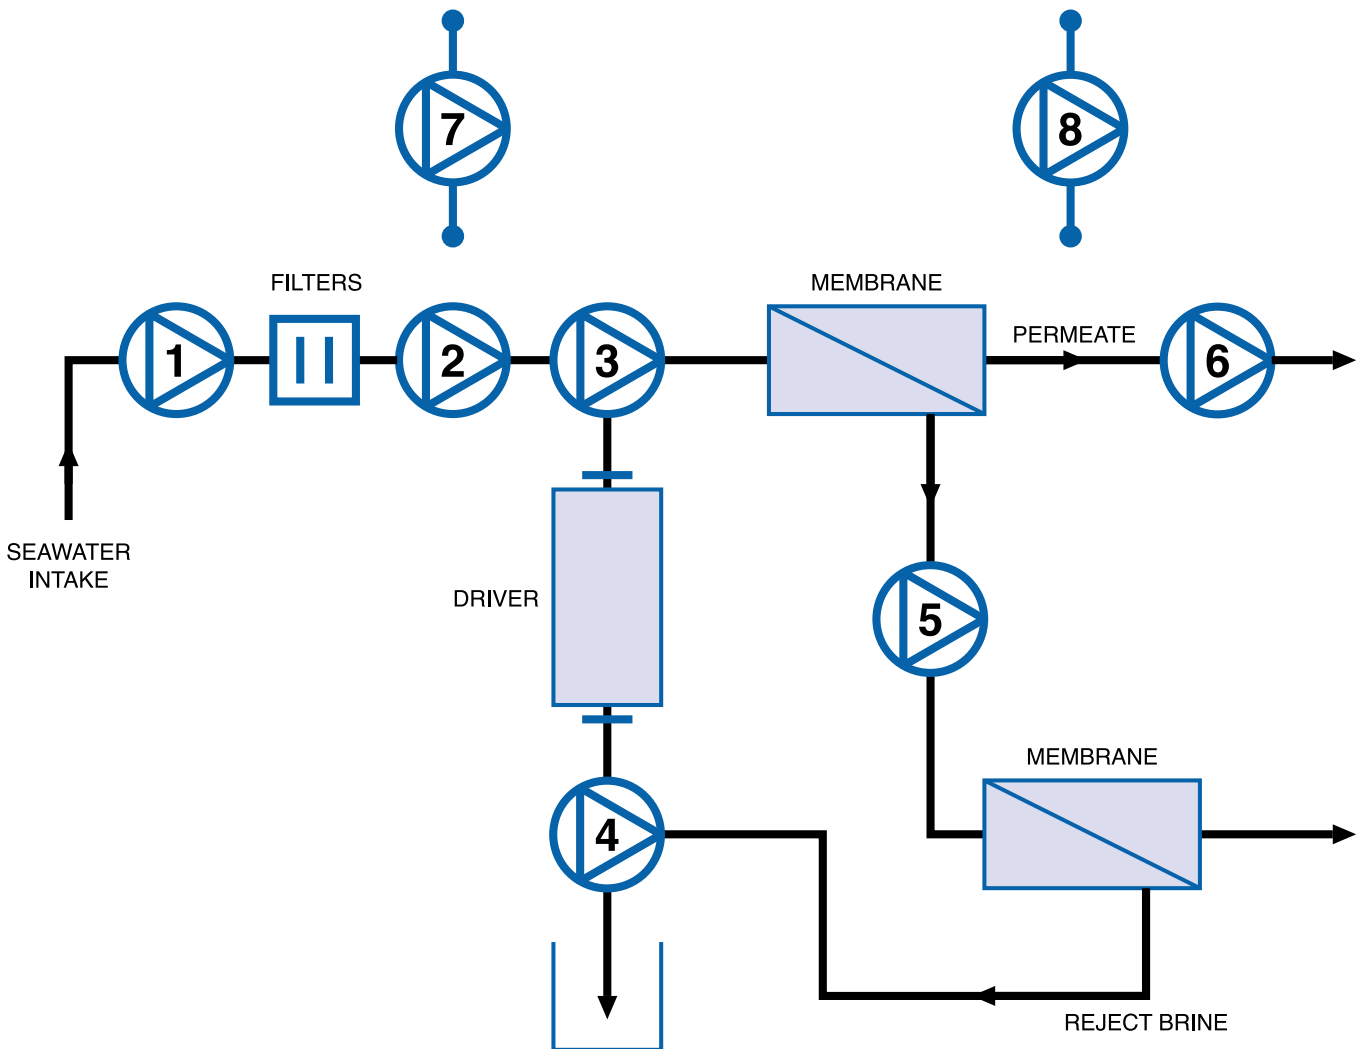 7
8
FILTERS
MEMBRANE
PERMEATE
1
2
3
6
SEAWATER
INTAKE
DRIVER
5
MEMBRANE
4
REJECT BRINE